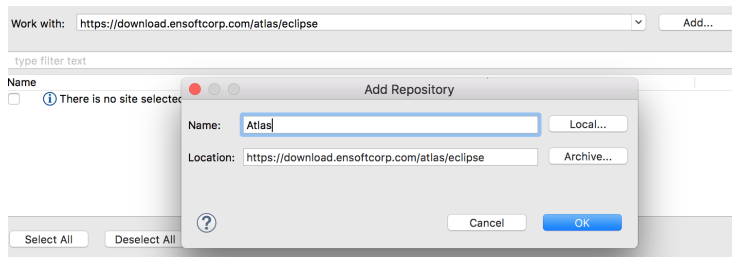 Work with: https://download.ensoftcorp.com/atlas/eclipse Add...
type filter text
Name
There is no site selected
Add Repository
Name: Atlas Local...
Location: https://download.ensoftcorp.com/atlas/eclipse Archive...
? Cancel OK
Select All Deselect All